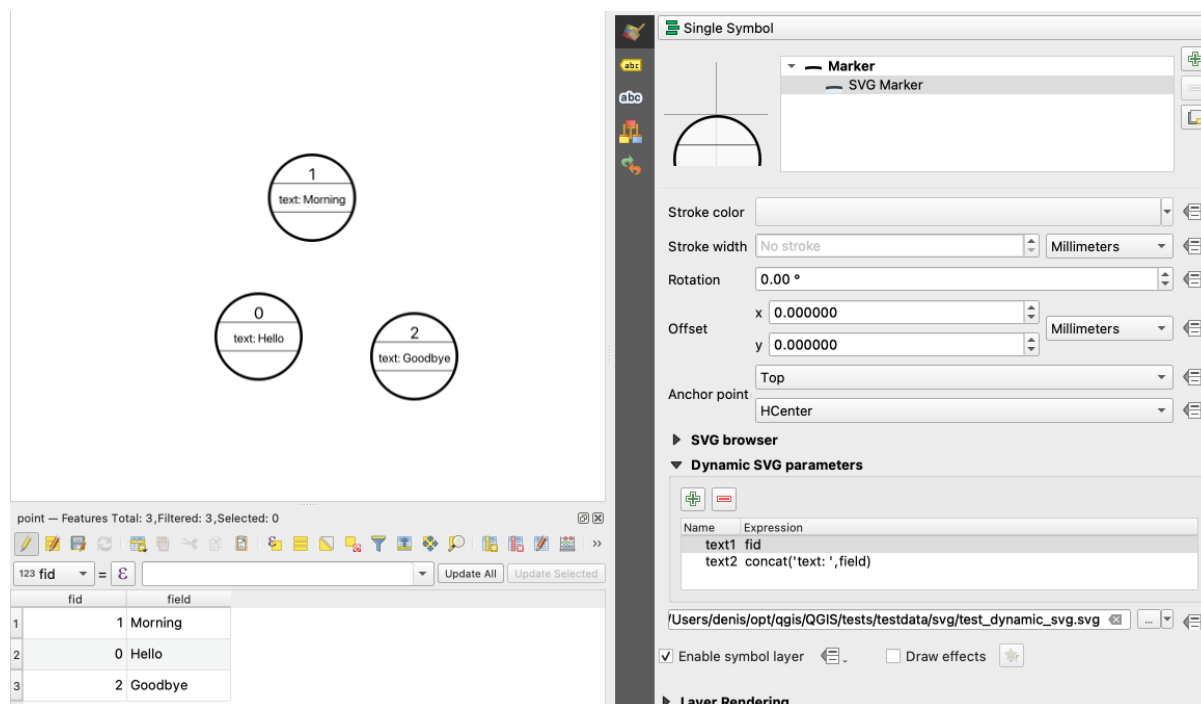 1
text: Morning
0
text: Hello
2
text: Goodbye
point — Features Total: 3,Filtered: 3,Selected: 0
123 fid = ε Update All Update Selected
fid field
1 1 Morning
2 0 Hello
3 2 Goodbye
abc
abc
Single Symbol
Marker
SVG Marker
Stroke color
Stroke width No stroke Millimeters
Rotation 0.00 °
Offset x 0.000000 Millimeters
y 0.000000
Anchor point Top
HCenter
SVG browser
Dynamic SVG parameters
Name Expression
text1 fid
text2 concat('text: ',field)
/Users/denis/opt/qgis/QGIS/tests/testdata/svg/test_dynamic_svg.svg ...
Enable symbol layer Draw effects
Layer Rendering